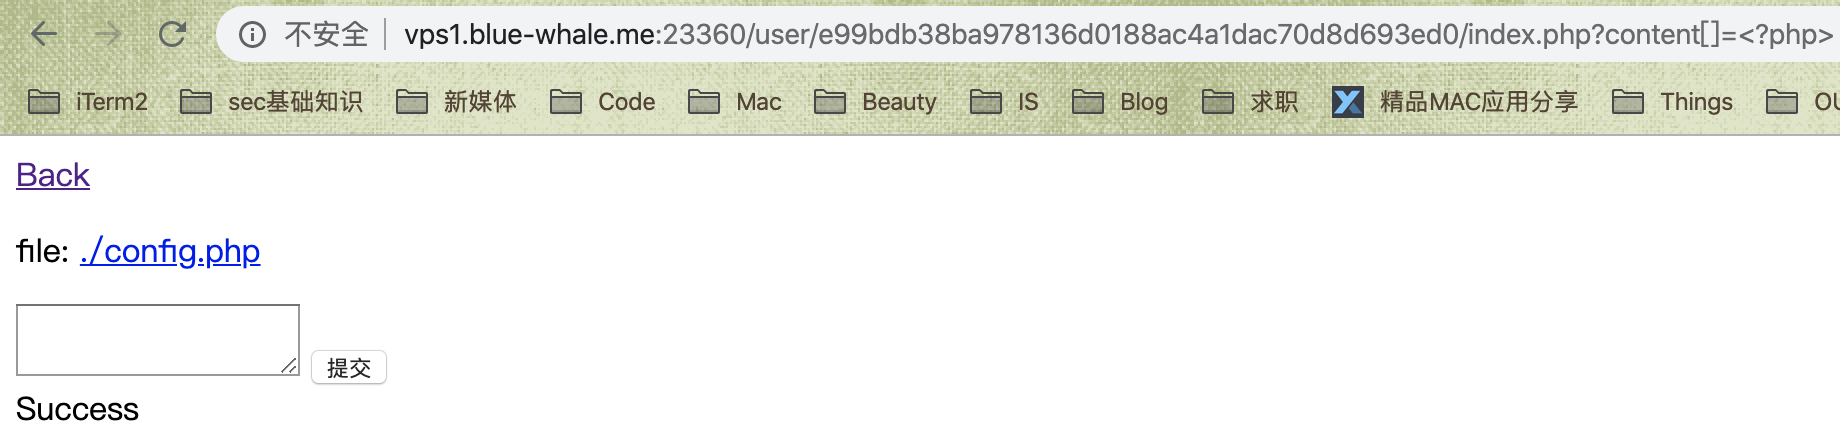 不安全 vps1.blue-whale.me:23360/user/e99bdb38ba978136d0188ac4a1dac70d8d693ed0/index.php?content[]=<?php>
iTerm2 sec基础知识 新媒体 Code Mac Beauty IS Blog 求职 精品MAC应用分享 Things OU
Back
file: ./config.php
提交
Success